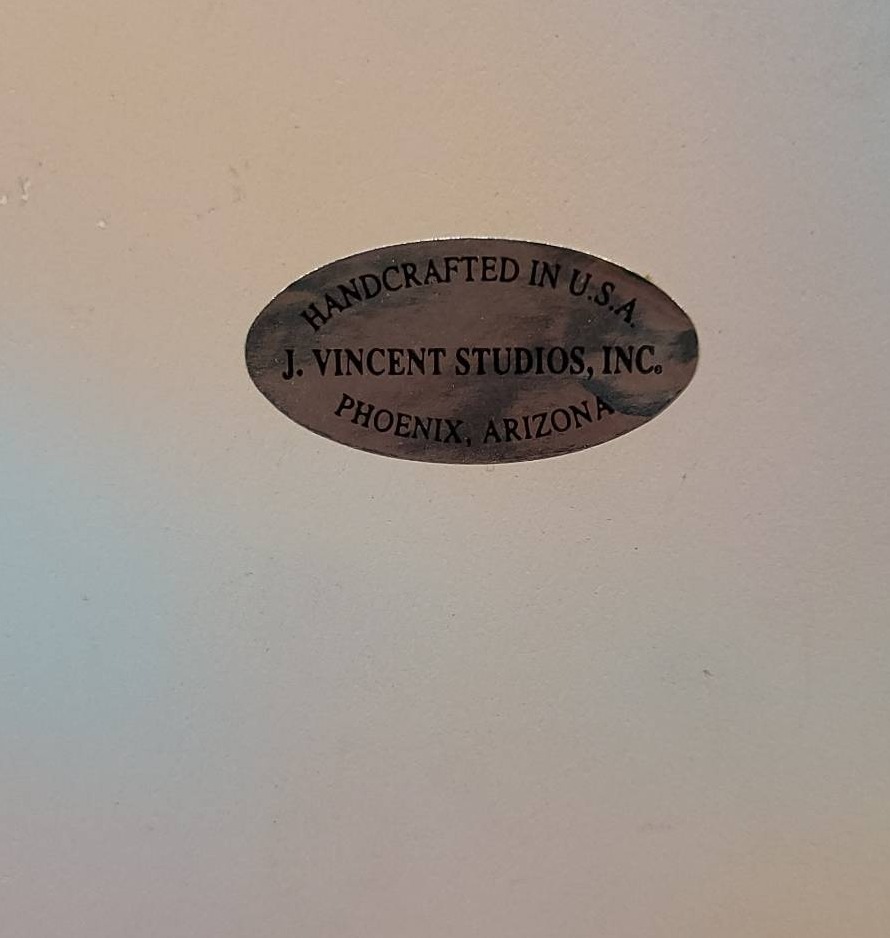 HANDCRAFTED IN U.S.A.
J. VINCENT STUDIOS, INC.
PHOENIX, ARIZONA